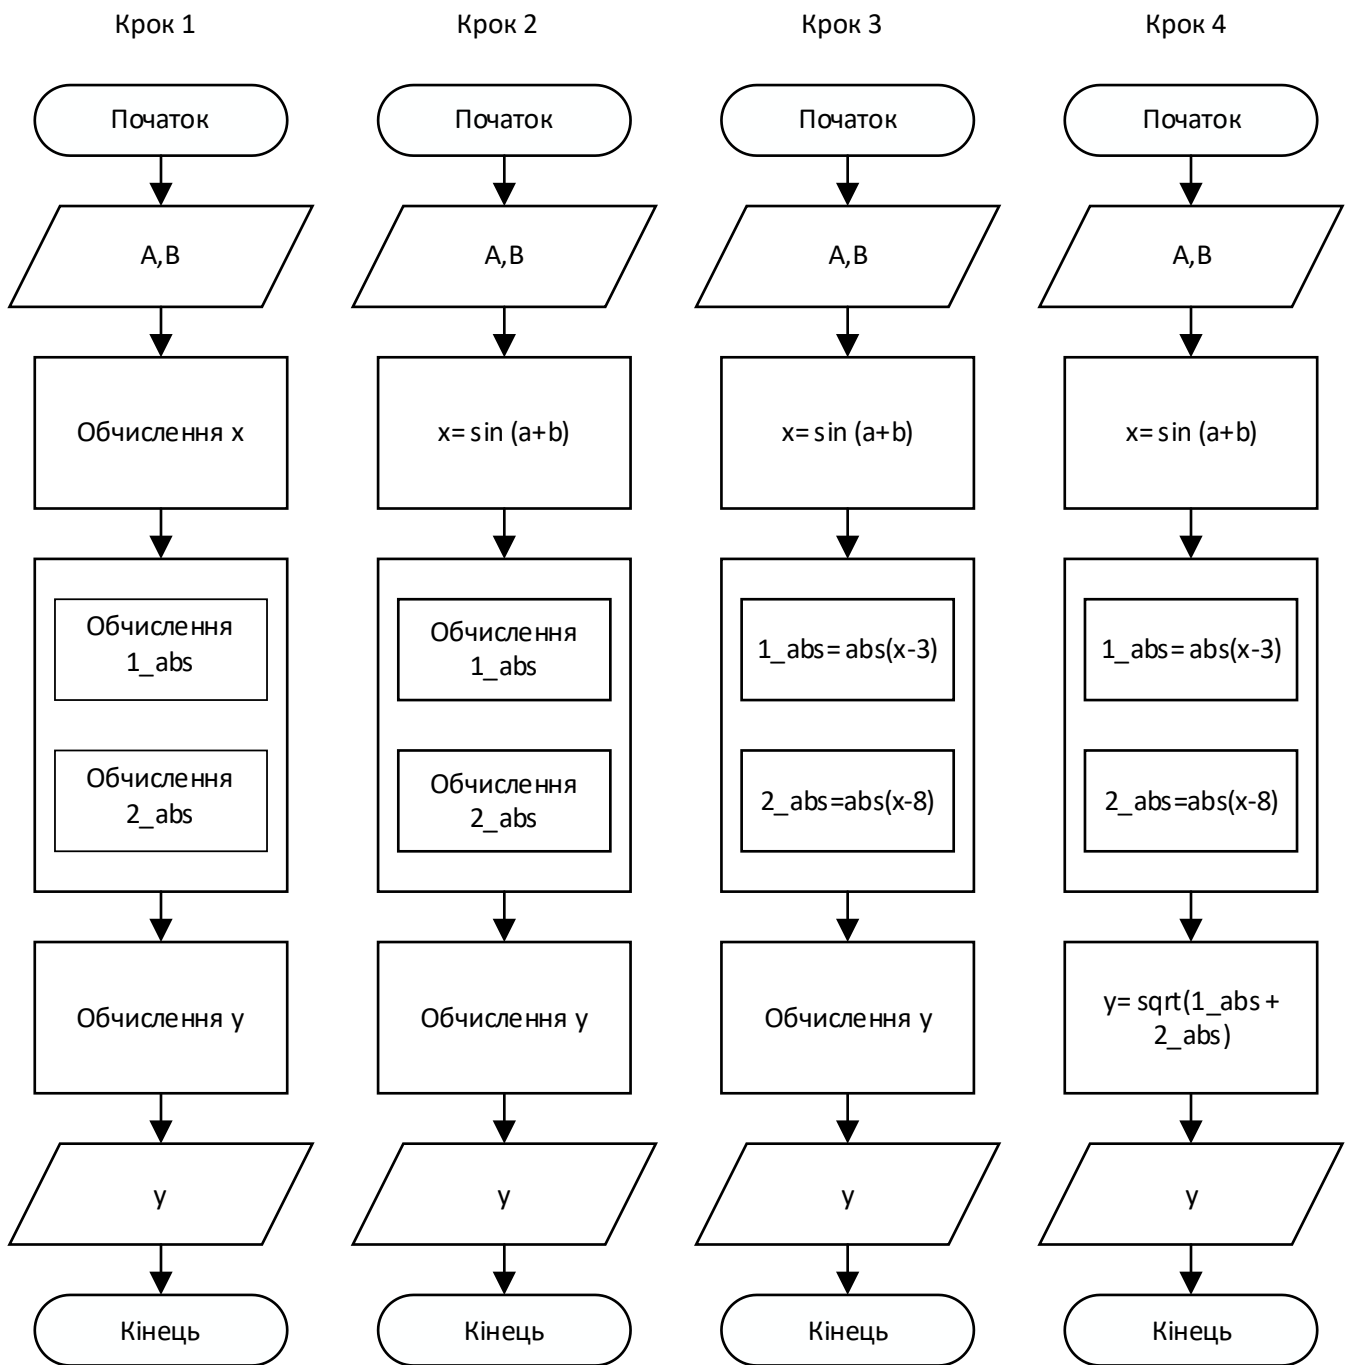 Крок 1
Початок
A,B
Обчислення x
Обчислення
1_abs
Обчислення
2_abs
Обчислення y
y
Кінець
Крок 2
Початок
A,B
x= sin (a+b)
Обчислення
1_abs
Обчислення
2_abs
Обчислення y
y
Кінець
Крок 3
Початок
A,B
x= sin (a+b)
1_abs= abs(x-3)
2_abs=abs(x-8)
Обчислення y
y
Кінець
Крок 4
Початок
A,B
x= sin (a+b)
1_abs= abs(x-3)
2_abs=abs(x-8)
y= sqrt(1_abs +
2_abs)
y
Кінець